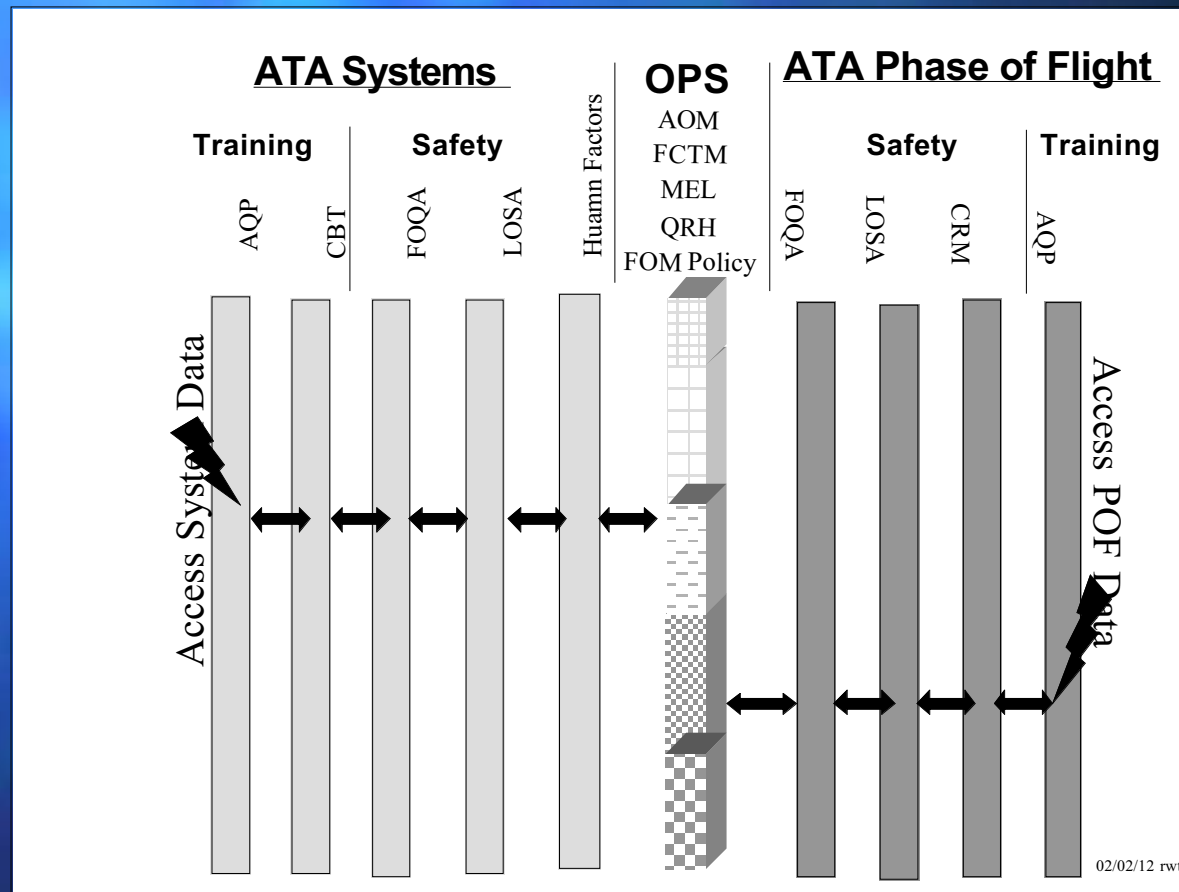 ATA Systems
OPS
ATA Phase of Flight
Training
Safety
Huamn Factors
AOM
FCTM
MEL
QRH
FOM Policy
Safety
Training
AQP
CBT
FOQA
LOSA
FOQA
LOSA
CRM
AQP
Access System Data
Access POF Data
02/02/12 rwt